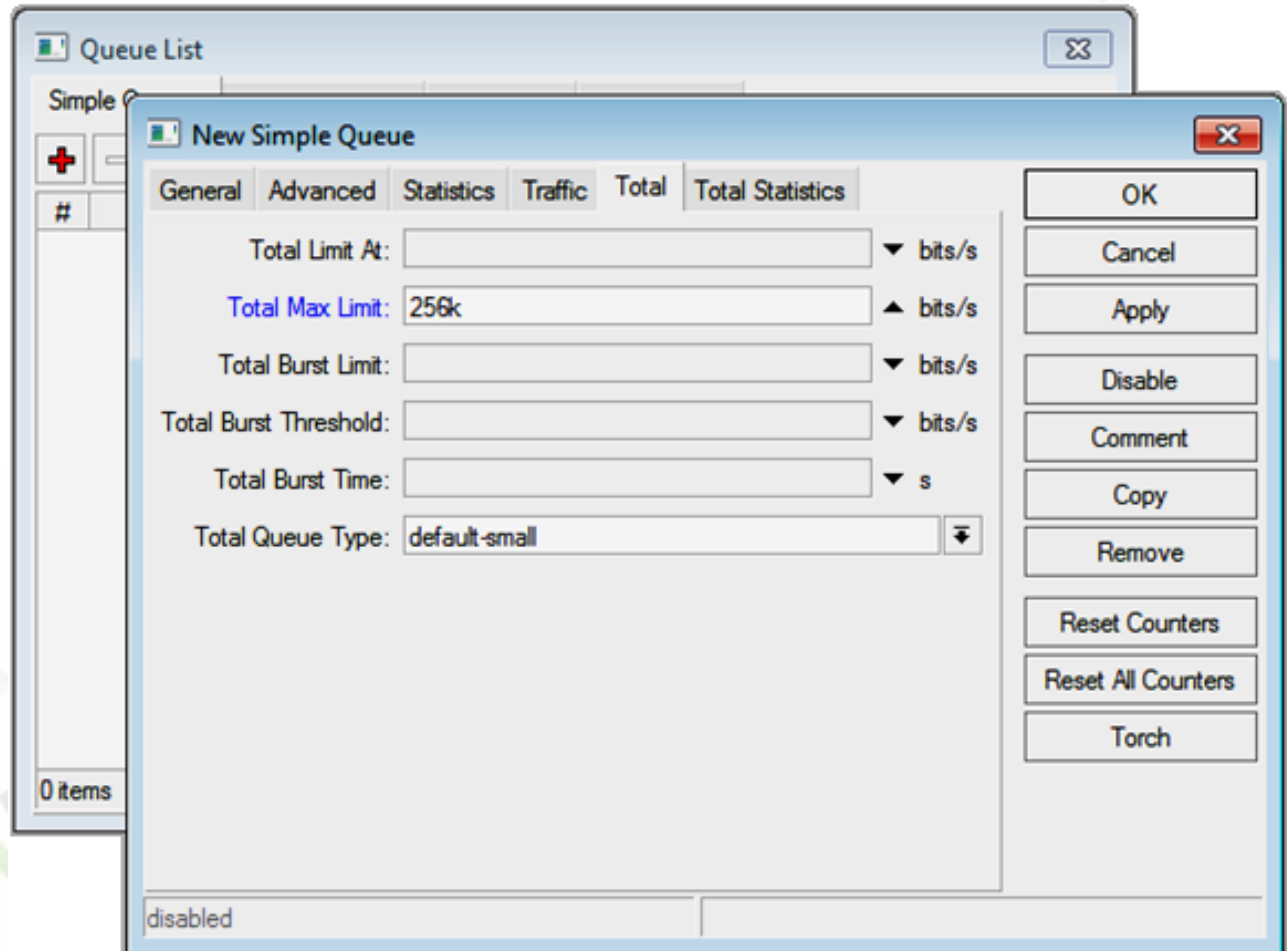 Queue List
Simple
New Simple Queue
General Advanced Statistics Traffic Total Total Statistics
#
Total Limit At: bits/s
Total Max Limit: 256k bits/s
Total Burst Limit: bits/s
Total Burst Threshold: bits/s
Total Burst Time: s
Total Queue Type: default-small
OK
Cancel
Apply
Disable
Comment
Copy
Remove
Reset Counters
Reset All Counters
Torch
0 items
disabled